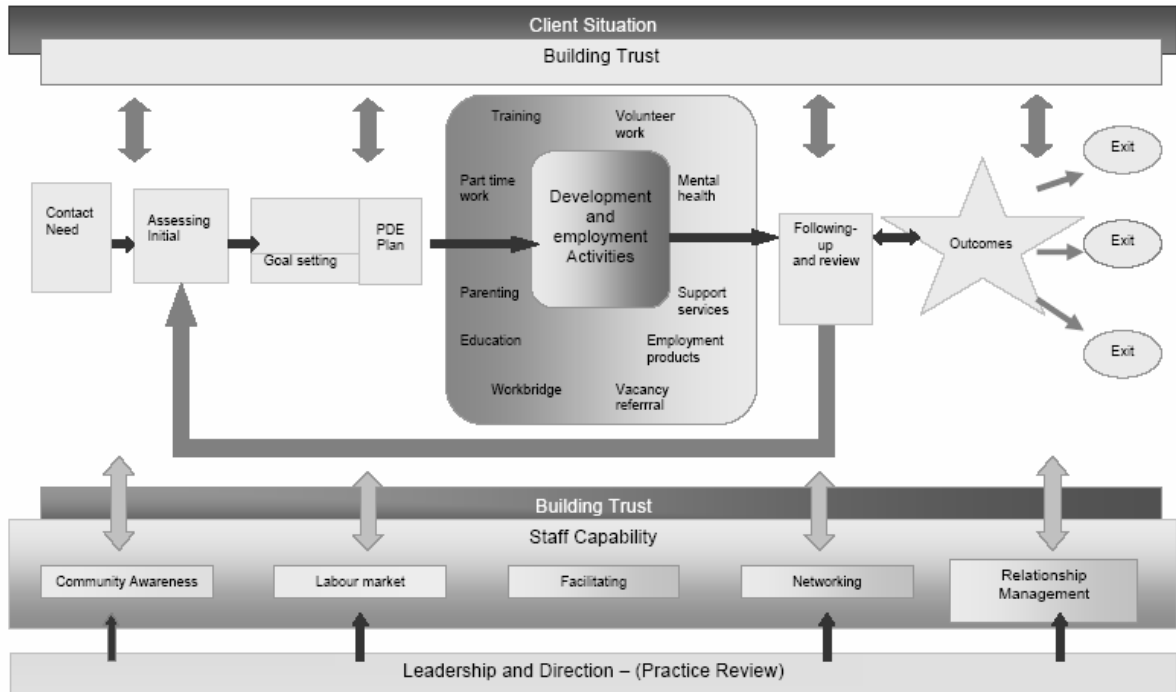 Client Situation
Building Trust
Training
Volunteer
work
Part time
work
Mental
health
Development
and
employment
Activities
Parenting
Support
services
Education
Employment
products
Workbridge
Vacancy
referrral
Contact
Need
Assessing
Initial
Goal setting
PDE
Plan
Following-
up
and review
Outcomes
Exit
Exit
Exit
Building Trust
Staff Capability
Community Awareness
Labour market
Facilitating
Networking
Relationship
Management
Leadership and Direction – (Practice Review)